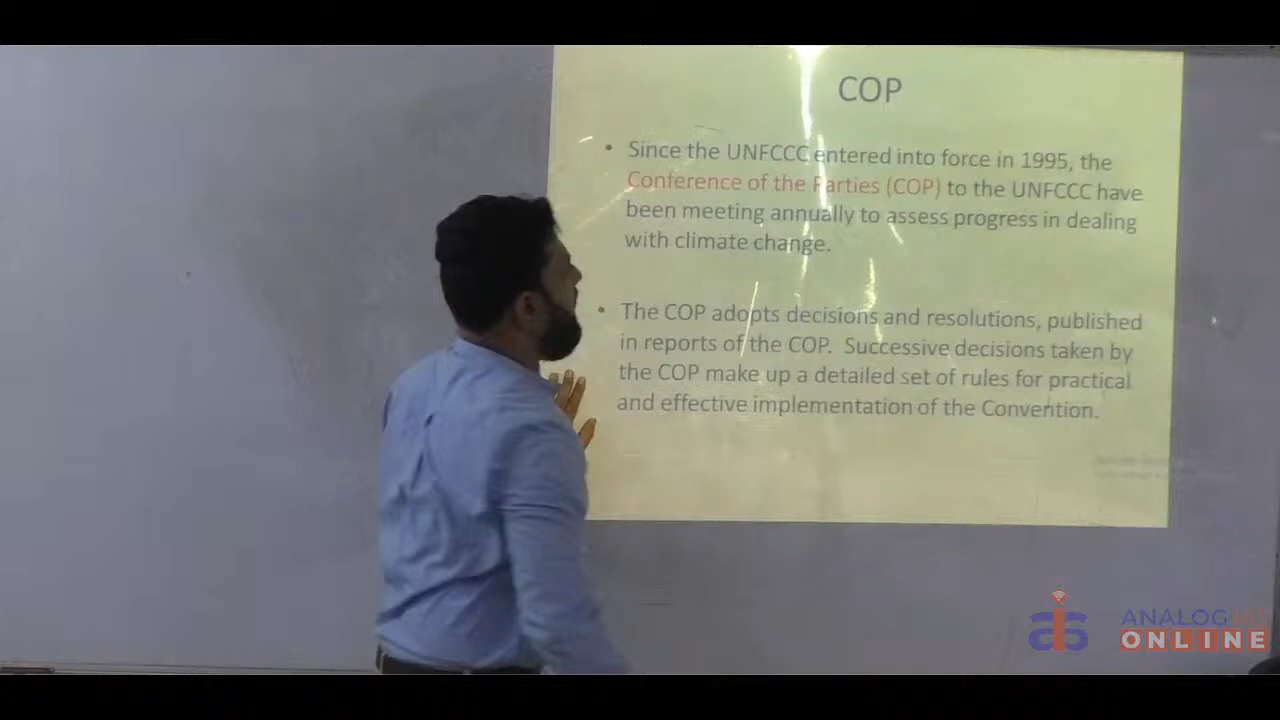 COP
• Since the UNFCCC entered into force in 1995, the
Conference of the Parties (COP) to the UNFCCC have
been meeting annually to assess progress in dealing
with climate change.
• The COP adopts decisions and resolutions, published
in reports of the COP. Successive decisions taken by
the COP make up a detailed set of rules for practical
and effective implementation of the Convention.
ANALOG IAS
ONLINE